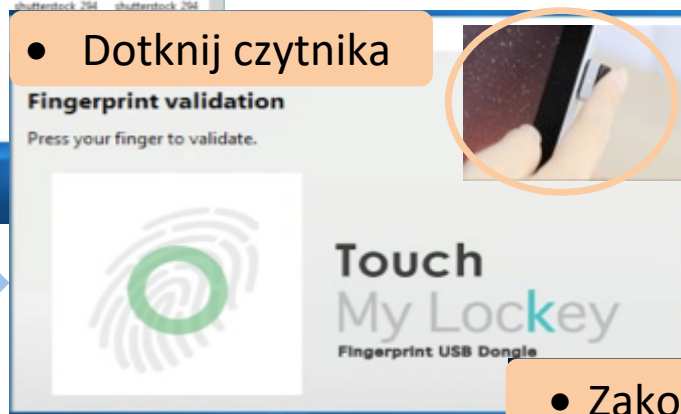 shutterstock 294 shutterstock 294
• Dotknij czytnika
Fingerprint validation
Press your finger to validate.
Touch
My Lockey
Fingerprint USB Dongle
• Zako